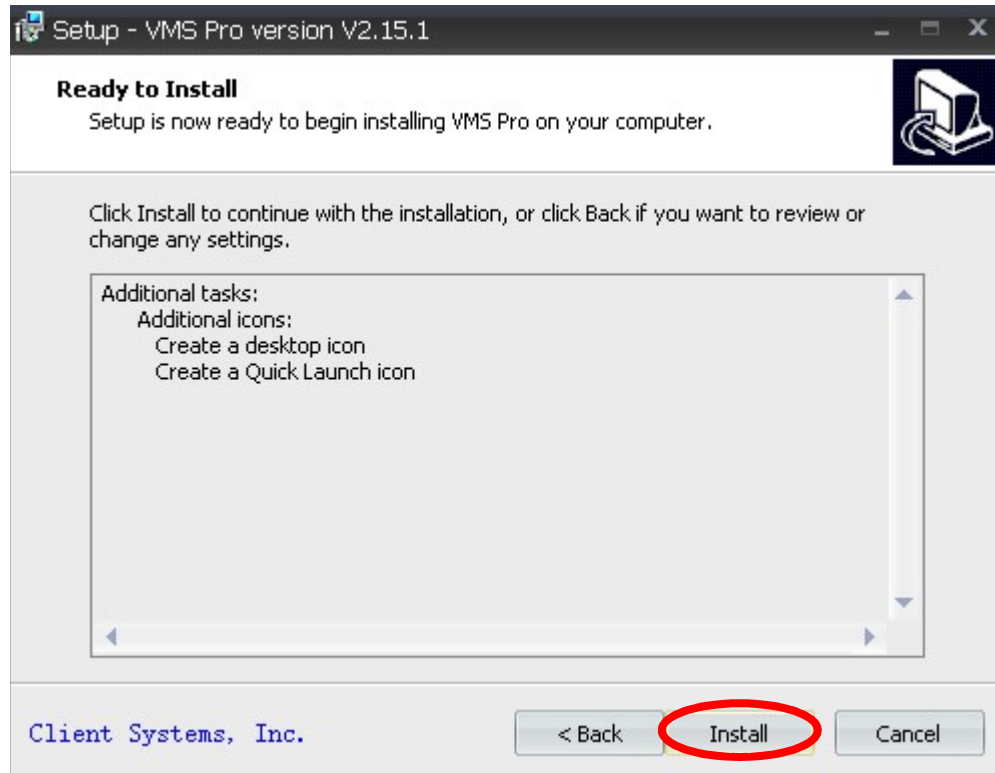 Setup - VMS Pro version V2.15.1
Ready to Install
Setup is now ready to begin installing VMS Pro on your computer.
Click Install to continue with the installation, or click Back if you want to review or
change any settings.
Additional tasks:
Additional icons:
Create a desktop icon
Create a Quick Launch icon
Client Systems, Inc.
< Back
Install
Cancel